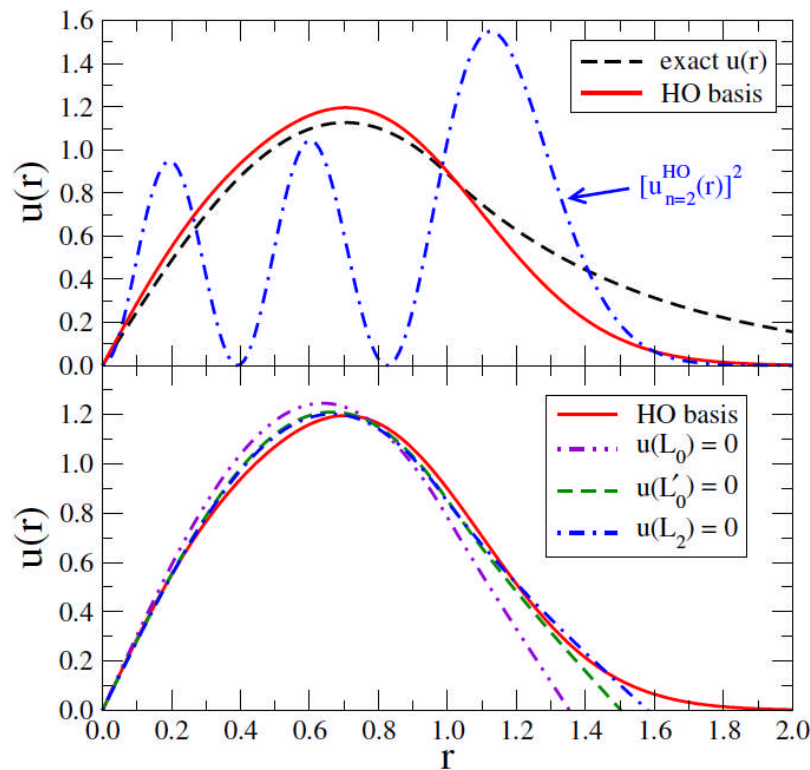 1.6
1.4
1.2
1.0
0.8
0.6
0.4
0.2
0.0
u(r)
exact u(r)
HO basis
[u_{n=2}^{HO}(r)]^2
1.2
1.0
0.8
0.6
0.4
0.2
0.0
u(r)
HO basis
u(L_0) = 0
u(L'_0) = 0
u(L_2) = 0
0.0 0.2 0.4 0.6 0.8 1.0 1.2 1.4 1.6 1.8 2.0
r